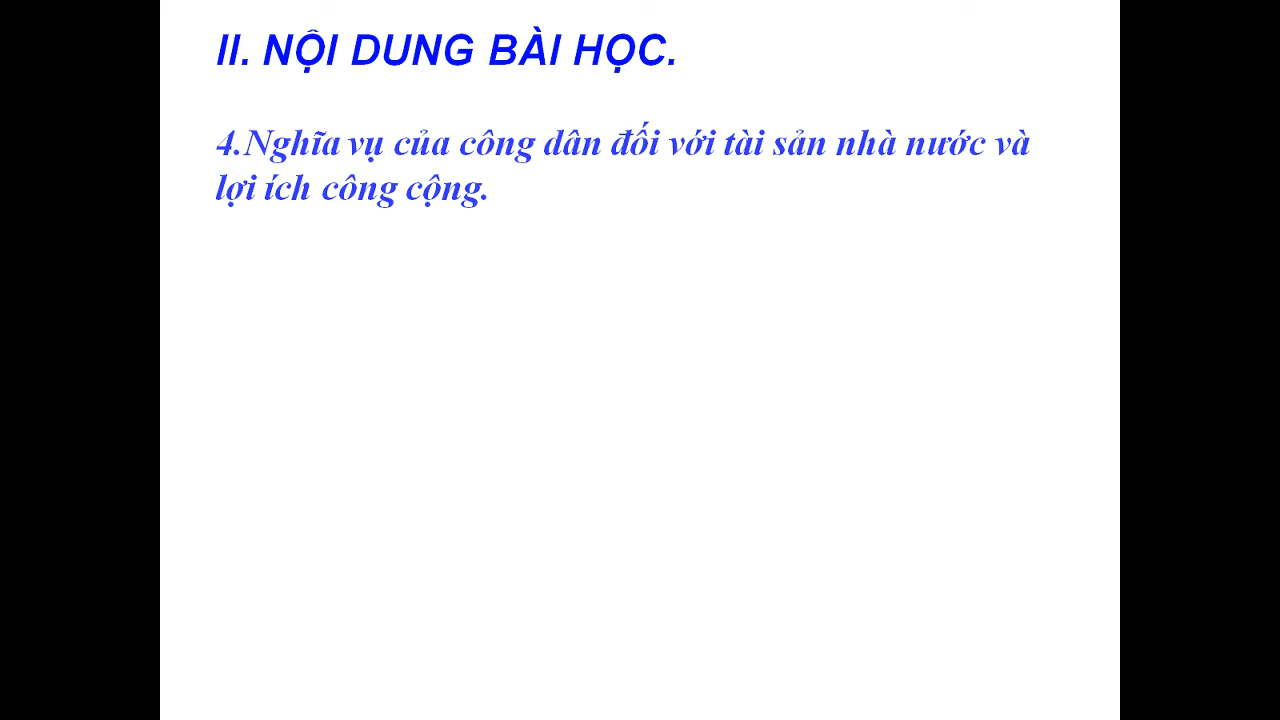 II. NỘI DUNG BÀI HỌC.
4.Nghĩa vụ của công dân đối với tài sản nhà nước và
lợi ích công cộng.